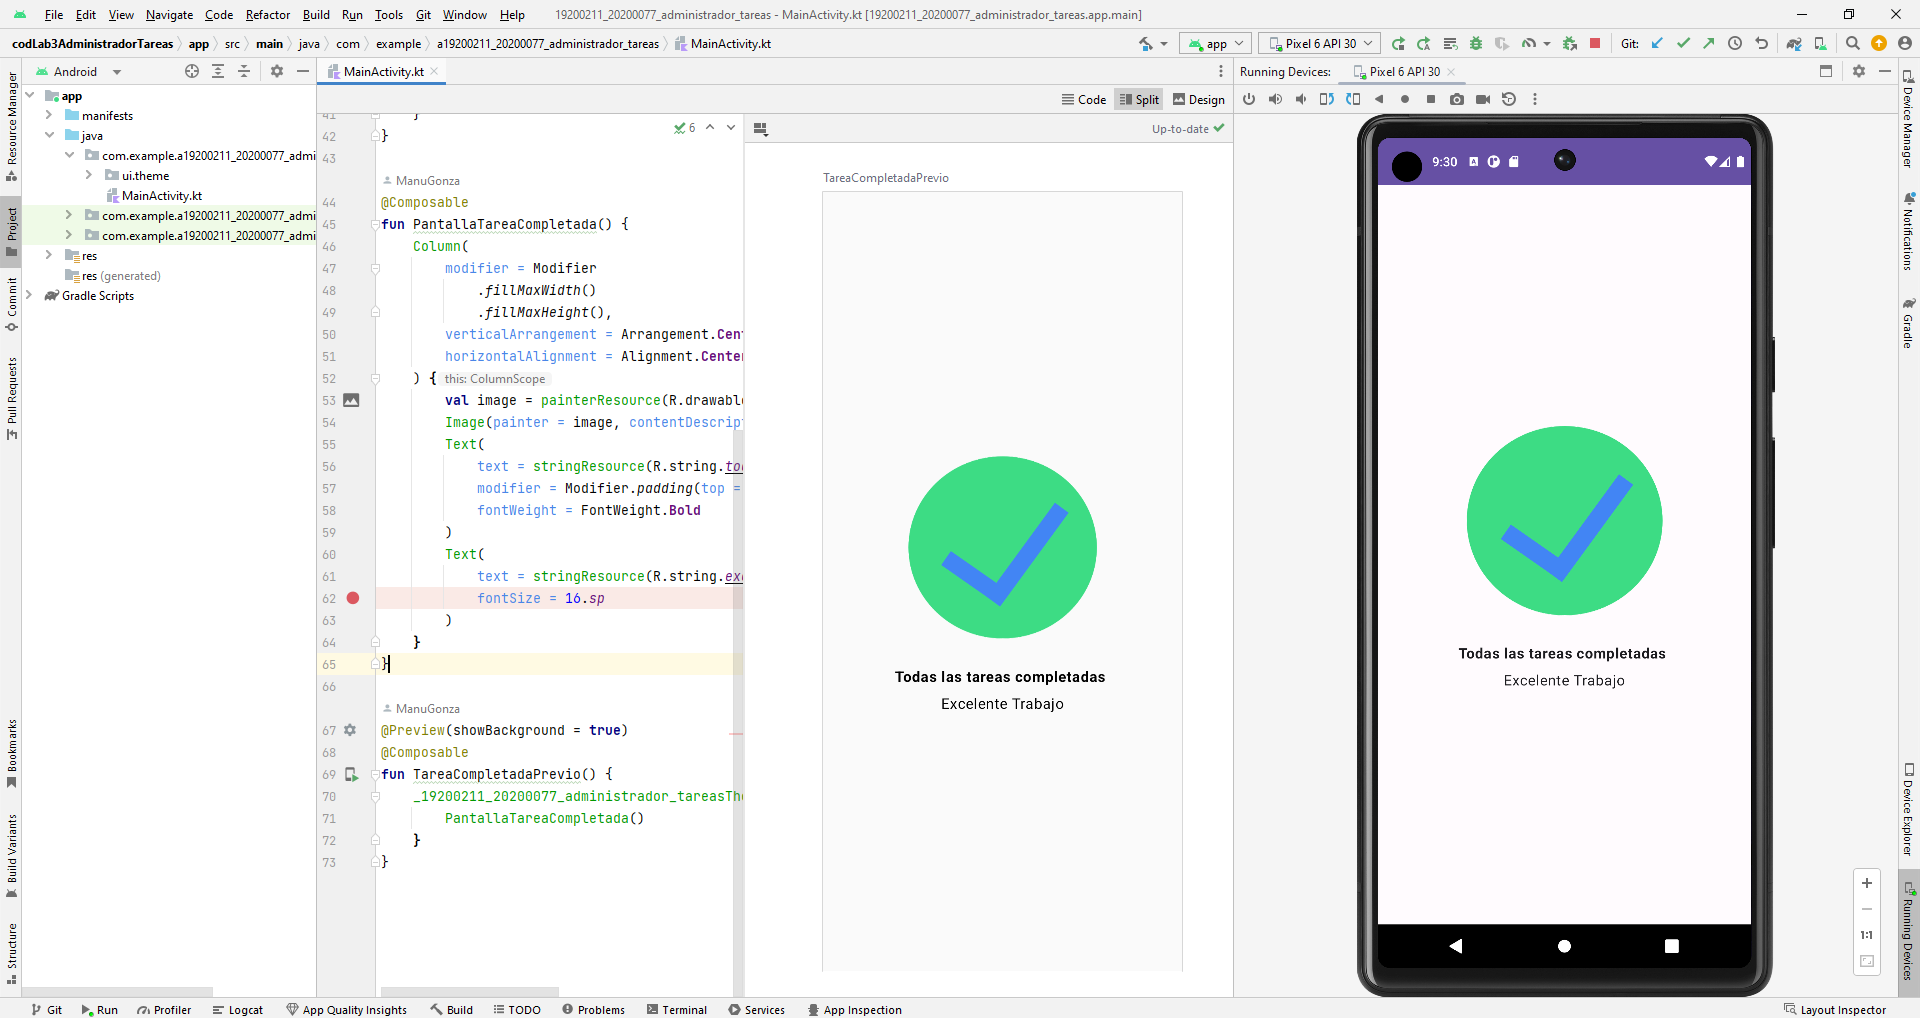 File Edit View Navigate Code Refactor Build Run Tools Git Window Help 19200211_20200077_administrador_tareas - MainActivity.kt [19200211_20200077_administrador_tareas.app.main]
codLab3AdministradorTareas app src main java com example a19200211_20200077_administrador_tareas MainActivity.kt app Pixel 6 API 30 Git:
Android MainActivity.kt Running Devices: Pixel 6 API 30
Code Split Design
Resource Manager
Project
Commit
Pull Requests
Bookmarks
Build Variants
Structure
app
manifests
java
com.example.a19200211_20200077_admi
ui.theme
MainActivity.kt
com.example.a19200211_20200077_admi
com.example.a19200211_20200077_admi
res
res (generated)
Gradle Scripts
6
41 }
42 }
43
ManuGonza
44 @Composable
45 fun PantallaTareaCompletada() {
46 Column(
47 modifier = Modifier
48 .fillMaxWidth()
49 .fillMaxHeight(),
50 verticalArrangement = Arrangement.Cent
51 horizontalAlignment = Alignment.Center
52 ) { this: ColumnScope
53 val image = painterResource(R.drawable
54 Image(painter = image, contentDescript
55 Text(
56 text = stringResource(R.string.to
57 modifier = Modifier.padding(top =
58 fontWeight = FontWeight.Bold
59 )
60 Text(
61 text = stringResource(R.string.exc
62 fontSize = 16.sp
63 )
64 }
65 }
66
ManuGonza
67 @Preview(showBackground = true)
68 @Composable
69 fun TareaCompletadaPrevio() {
70 _19200211_20200077_administrador_tareasThe
71 PantallaTareaCompletada()
72 }
73 }
Up-to-date
TareaCompletadaPrevio
Todas las tareas completadas
Excelente Trabajo
9:30
Todas las tareas completadas
Excelente Trabajo
1:1
Device Manager
Notifications
Gradle
Device Explorer
Running Devices
Git Run Profiler Logcat App Quality Insights Build TODO Problems Terminal Services App Inspection Layout Inspector